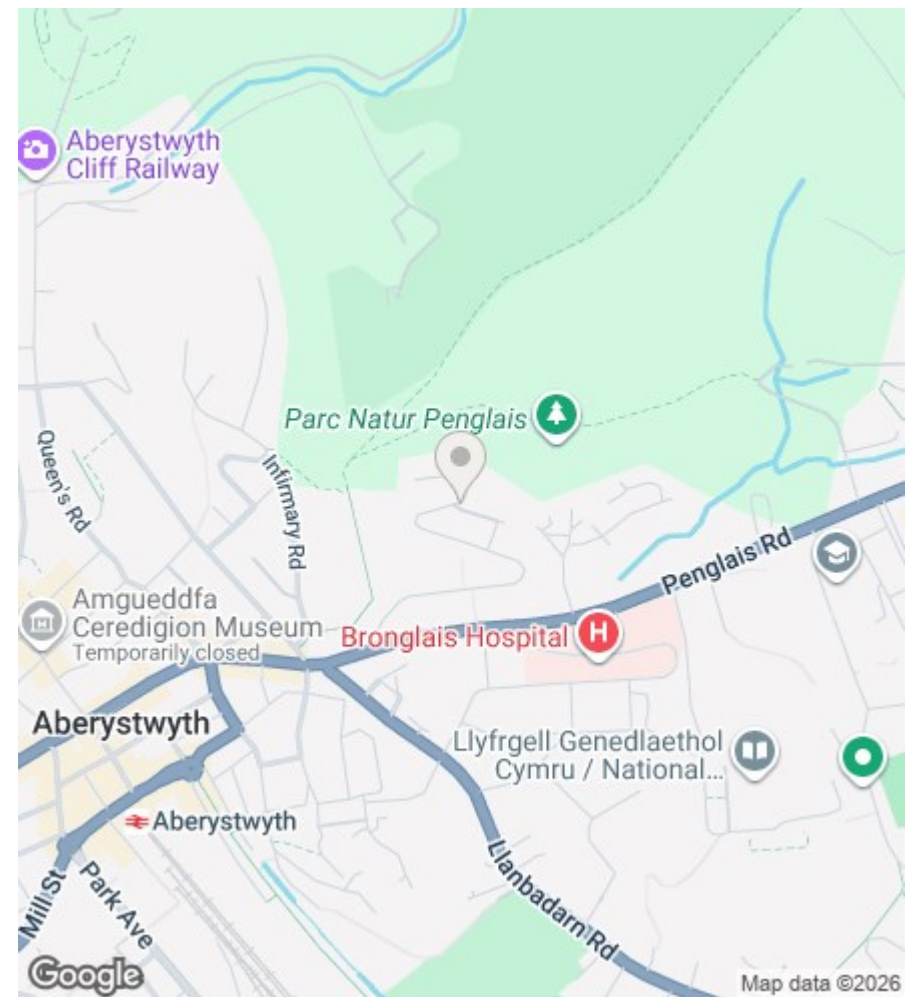 Aberystwyth
Cliff Railway
Parc Natur Penglais
Queen's Rd
Infirmary Rd
Penglais Rd
Amgueddfa
Ceredigion Museum
Temporarily closed
Bronglais Hospital
H
Aberystwyth
Llyfrgell Genedlaethol
Cymru / National...
Aberystwyth
Llanbadarn Rd
Mill St
Park Ave
Google
Map data ©2026